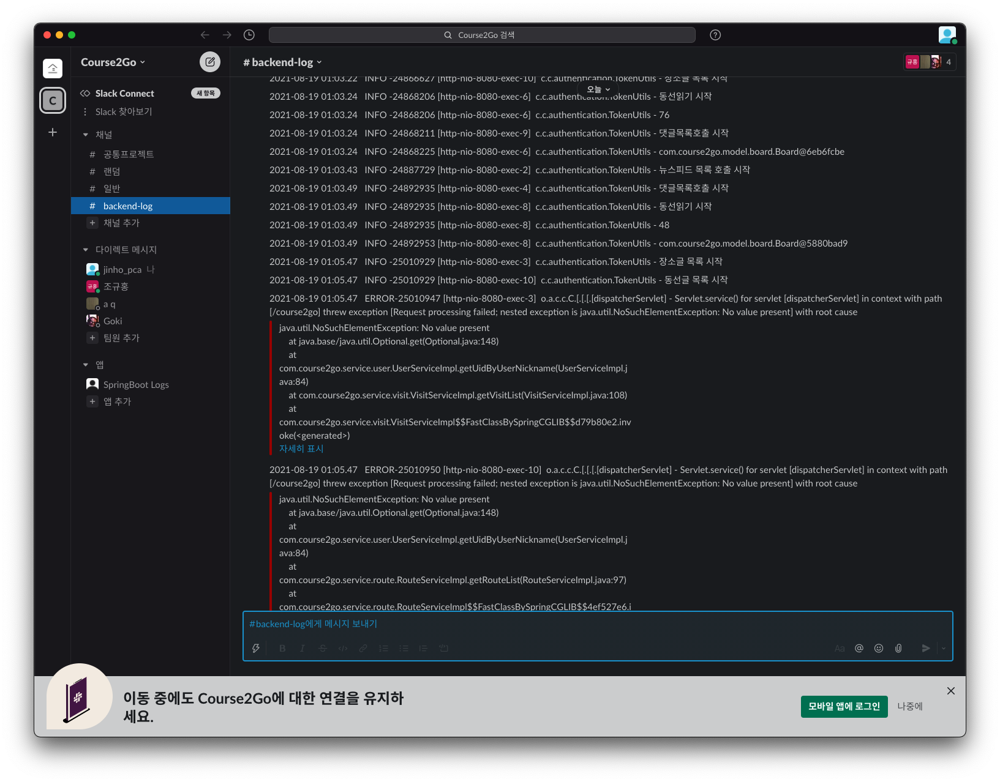 Course2Go 검색
Course2Go
# backend-log
규홍
4
Slack Connect
새 항목
Slack 찾아보기
채널
# 공통프로젝트
# 랜덤
# 일반
# backend-log
+ 채널 추가
다이렉트 메시지
jinho_pca 나
규홍 조규홍
a q
Goki
+ 팀원 추가
앱
SpringBoot Logs
+ 앱 추가
C
2021-08-19 01:03.22 INFO -24866627 [http-nio-8080-exec-10] c.c.authentication.TokenUtils - 장소글 목록 시작
오늘
2021-08-19 01:03.24 INFO -24868206 [http-nio-8080-exec-6] c.c.authentication.TokenUtils - 동선읽기 시작
2021-08-19 01:03.24 INFO -24868206 [http-nio-8080-exec-6] c.c.authentication.TokenUtils - 76
2021-08-19 01:03.24 INFO -24868211 [http-nio-8080-exec-9] c.c.authentication.TokenUtils - 댓글목록호출 시작
2021-08-19 01:03.24 INFO -24868225 [http-nio-8080-exec-6] c.c.authentication.TokenUtils - com.course2go.model.board.Board@6eb6fcbe
2021-08-19 01:03.43 INFO -24887729 [http-nio-8080-exec-2] c.c.authentication.TokenUtils - 뉴스피드 목록 호출 시작
2021-08-19 01:03.49 INFO -24892935 [http-nio-8080-exec-4] c.c.authentication.TokenUtils - 댓글목록호출 시작
2021-08-19 01:03.49 INFO -24892935 [http-nio-8080-exec-8] c.c.authentication.TokenUtils - 동선읽기 시작
2021-08-19 01:03.49 INFO -24892935 [http-nio-8080-exec-8] c.c.authentication.TokenUtils - 48
2021-08-19 01:03.49 INFO -24892953 [http-nio-8080-exec-8] c.c.authentication.TokenUtils - com.course2go.model.board.Board@5880bad9
2021-08-19 01:05.47 INFO -25010929 [http-nio-8080-exec-3] c.c.authentication.TokenUtils - 장소글 목록 시작
2021-08-19 01:05.47 INFO -25010929 [http-nio-8080-exec-10] c.c.authentication.TokenUtils - 동선글 목록 시작
2021-08-19 01:05.47 ERROR-25010947 [http-nio-8080-exec-3] o.a.c.c.C.[.[.[.[dispatcherServlet] - Servlet.service() for servlet [dispatcherServlet] in context with path
[/course2go] threw exception [Request processing failed; nested exception is java.util.NoSuchElementException: No value present] with root cause
java.util.NoSuchElementException: No value present
at java.base/java.util.Optional.get(Optional.java:148)
at
com.course2go.service.user.UserServiceImpl.getUidByUserNickname(UserServiceImpl.j
ava:84)
at com.course2go.service.visit.VisitServiceImpl.getVisitList(VisitServiceImpl.java:108)
at
com.course2go.service.visit.VisitServiceImpl$$FastClassBySpringCGLIB$$d79b80e2.inv
oke(<generated>)
자세히 표시
2021-08-19 01:05.47 ERROR-25010950 [http-nio-8080-exec-10] o.a.c.c.C.[.[.[.[dispatcherServlet] - Servlet.service() for servlet [dispatcherServlet] in context with path
[/course2go] threw exception [Request processing failed; nested exception is java.util.NoSuchElementException: No value present] with root cause
java.util.NoSuchElementException: No value present
at java.base/java.util.Optional.get(Optional.java:148)
at
com.course2go.service.user.UserServiceImpl.getUidByUserNickname(UserServiceImpl.j
ava:84)
at
com.course2go.service.route.RouteServiceImpl.getRouteList(RouteServiceImpl.java:97)
at
com.course2go.service.route.RouteServiceImpl$$FastClassBySpringCGLIB$$4ef527e6.i
#backend-log에게 메시지 보내기
B I S </> Aa @
이동 중에도 Course2Go에 대한 연결을 유지하
세요.
모바일 앱에 로그인
나중에